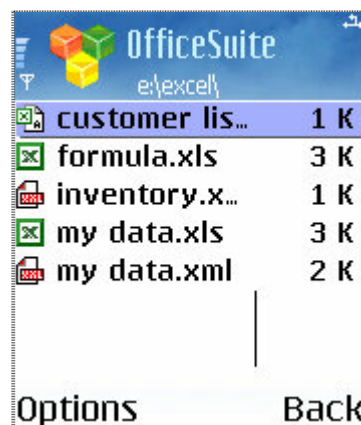 OfficeSuite
e:\excel\
customer lis... 1 K
formula.xls 3 K
inventory.x... 1 K
my data.xls 3 K
my data.xml 2 K
Options Back